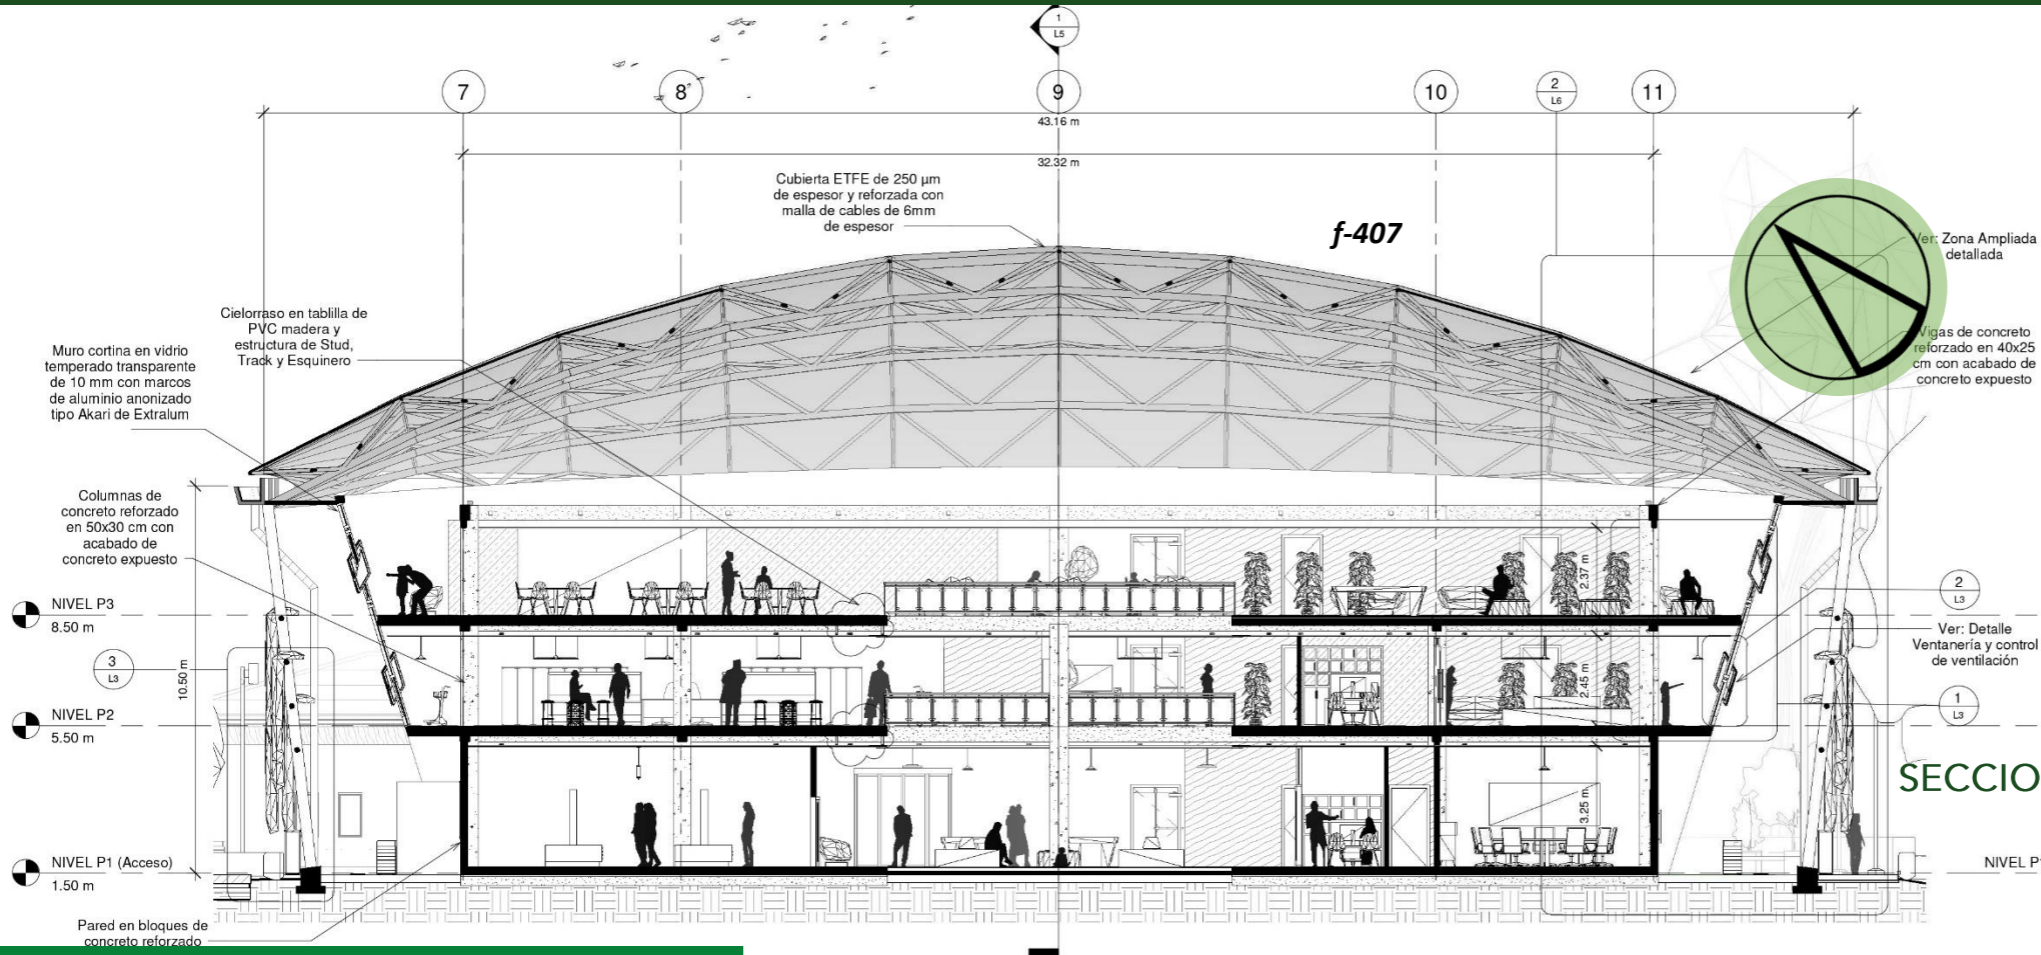 1
L5
7
8'
9
10
2
L6
11
43.16 m
32.32 m
Cubierta ETFE de 250 µm
de espesor y reforzada con
malla de cables de 6mm
de espesor
f-407
Ver: Zona Ampliada
detallada
Cielorraso en tablilla de
PVC madera y
estructura de Stud,
Track y Esquinero
Muro cortina en vidrio
temperado transparente
de 10 mm con marcos
de aluminio anonizado
tipo Akari de Extralum
Vigas de concreto
reforzado en 40x25
cm con acabado de
concreto expuesto
Columnas de
concreto reforzado
en 50x30 cm con
acabado de
concreto expuesto
2.37 m
NIVEL P3
8.50 m
2
L3
Ver: Detalle
Ventanería y control
de ventilación
3
L3
10.50 m
2.45 m
NIVEL P2
5.50 m
1
L3
SECCIO
3.25 m
NIVEL P1 (Acceso)
1.50 m
NIVEL P1
Pared en bloques de
concreto reforzado